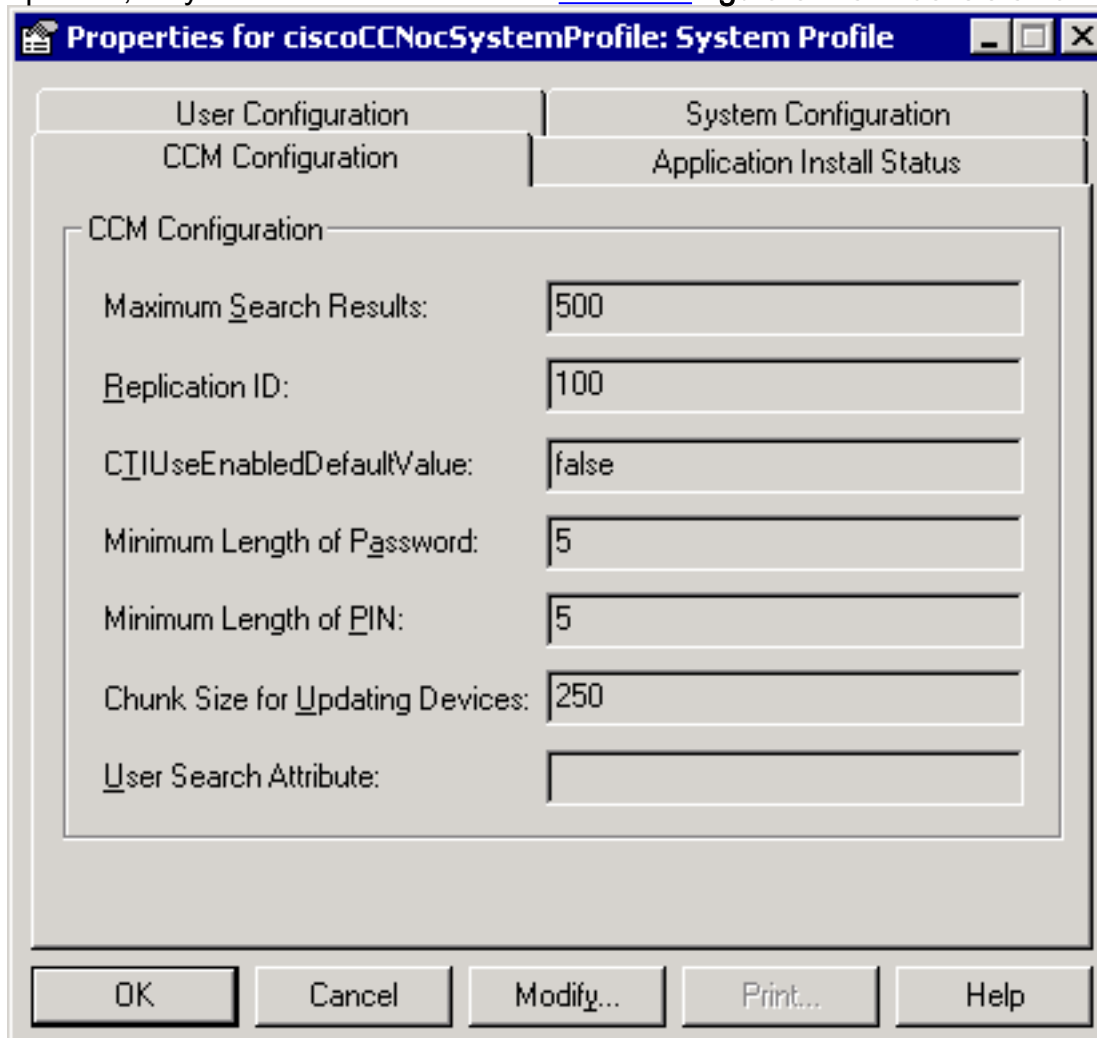 Properties for ciscoCCNocSystemProfile: System Profile
User Configuration System Configuration
CCM Configuration Application Install Status
CCM Configuration
Maximum Search Results: 500
Replication ID: 100
CTIUseEnabledDefaultValue: false
Minimum Length of Password: 5
Minimum Length of PIN: 5
Chunk Size for Updating Devices: 250
User Search Attribute:
OK Cancel Modify... Print... Help